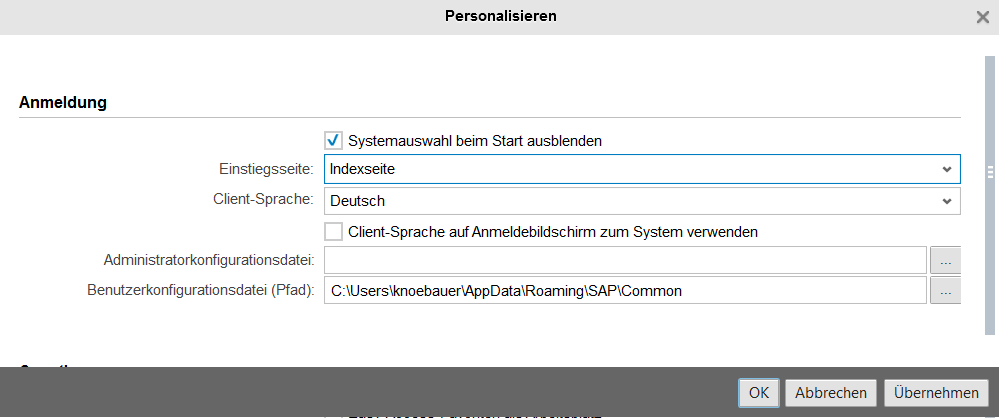 Personalisieren
Anmeldung
Systemauswahl beim Start ausblenden
Einstiegsseite: Indexseite
Client-Sprache: Deutsch
Client-Sprache auf Anmeldebildschirm zum System verwenden
Administratorkonfigurationsdatei: ...
Benutzerkonfigurationsdatei (Pfad): C:\Users\knoebauer\AppData\Roaming\SAP\Common ...
OK Abbrechen Übernehmen